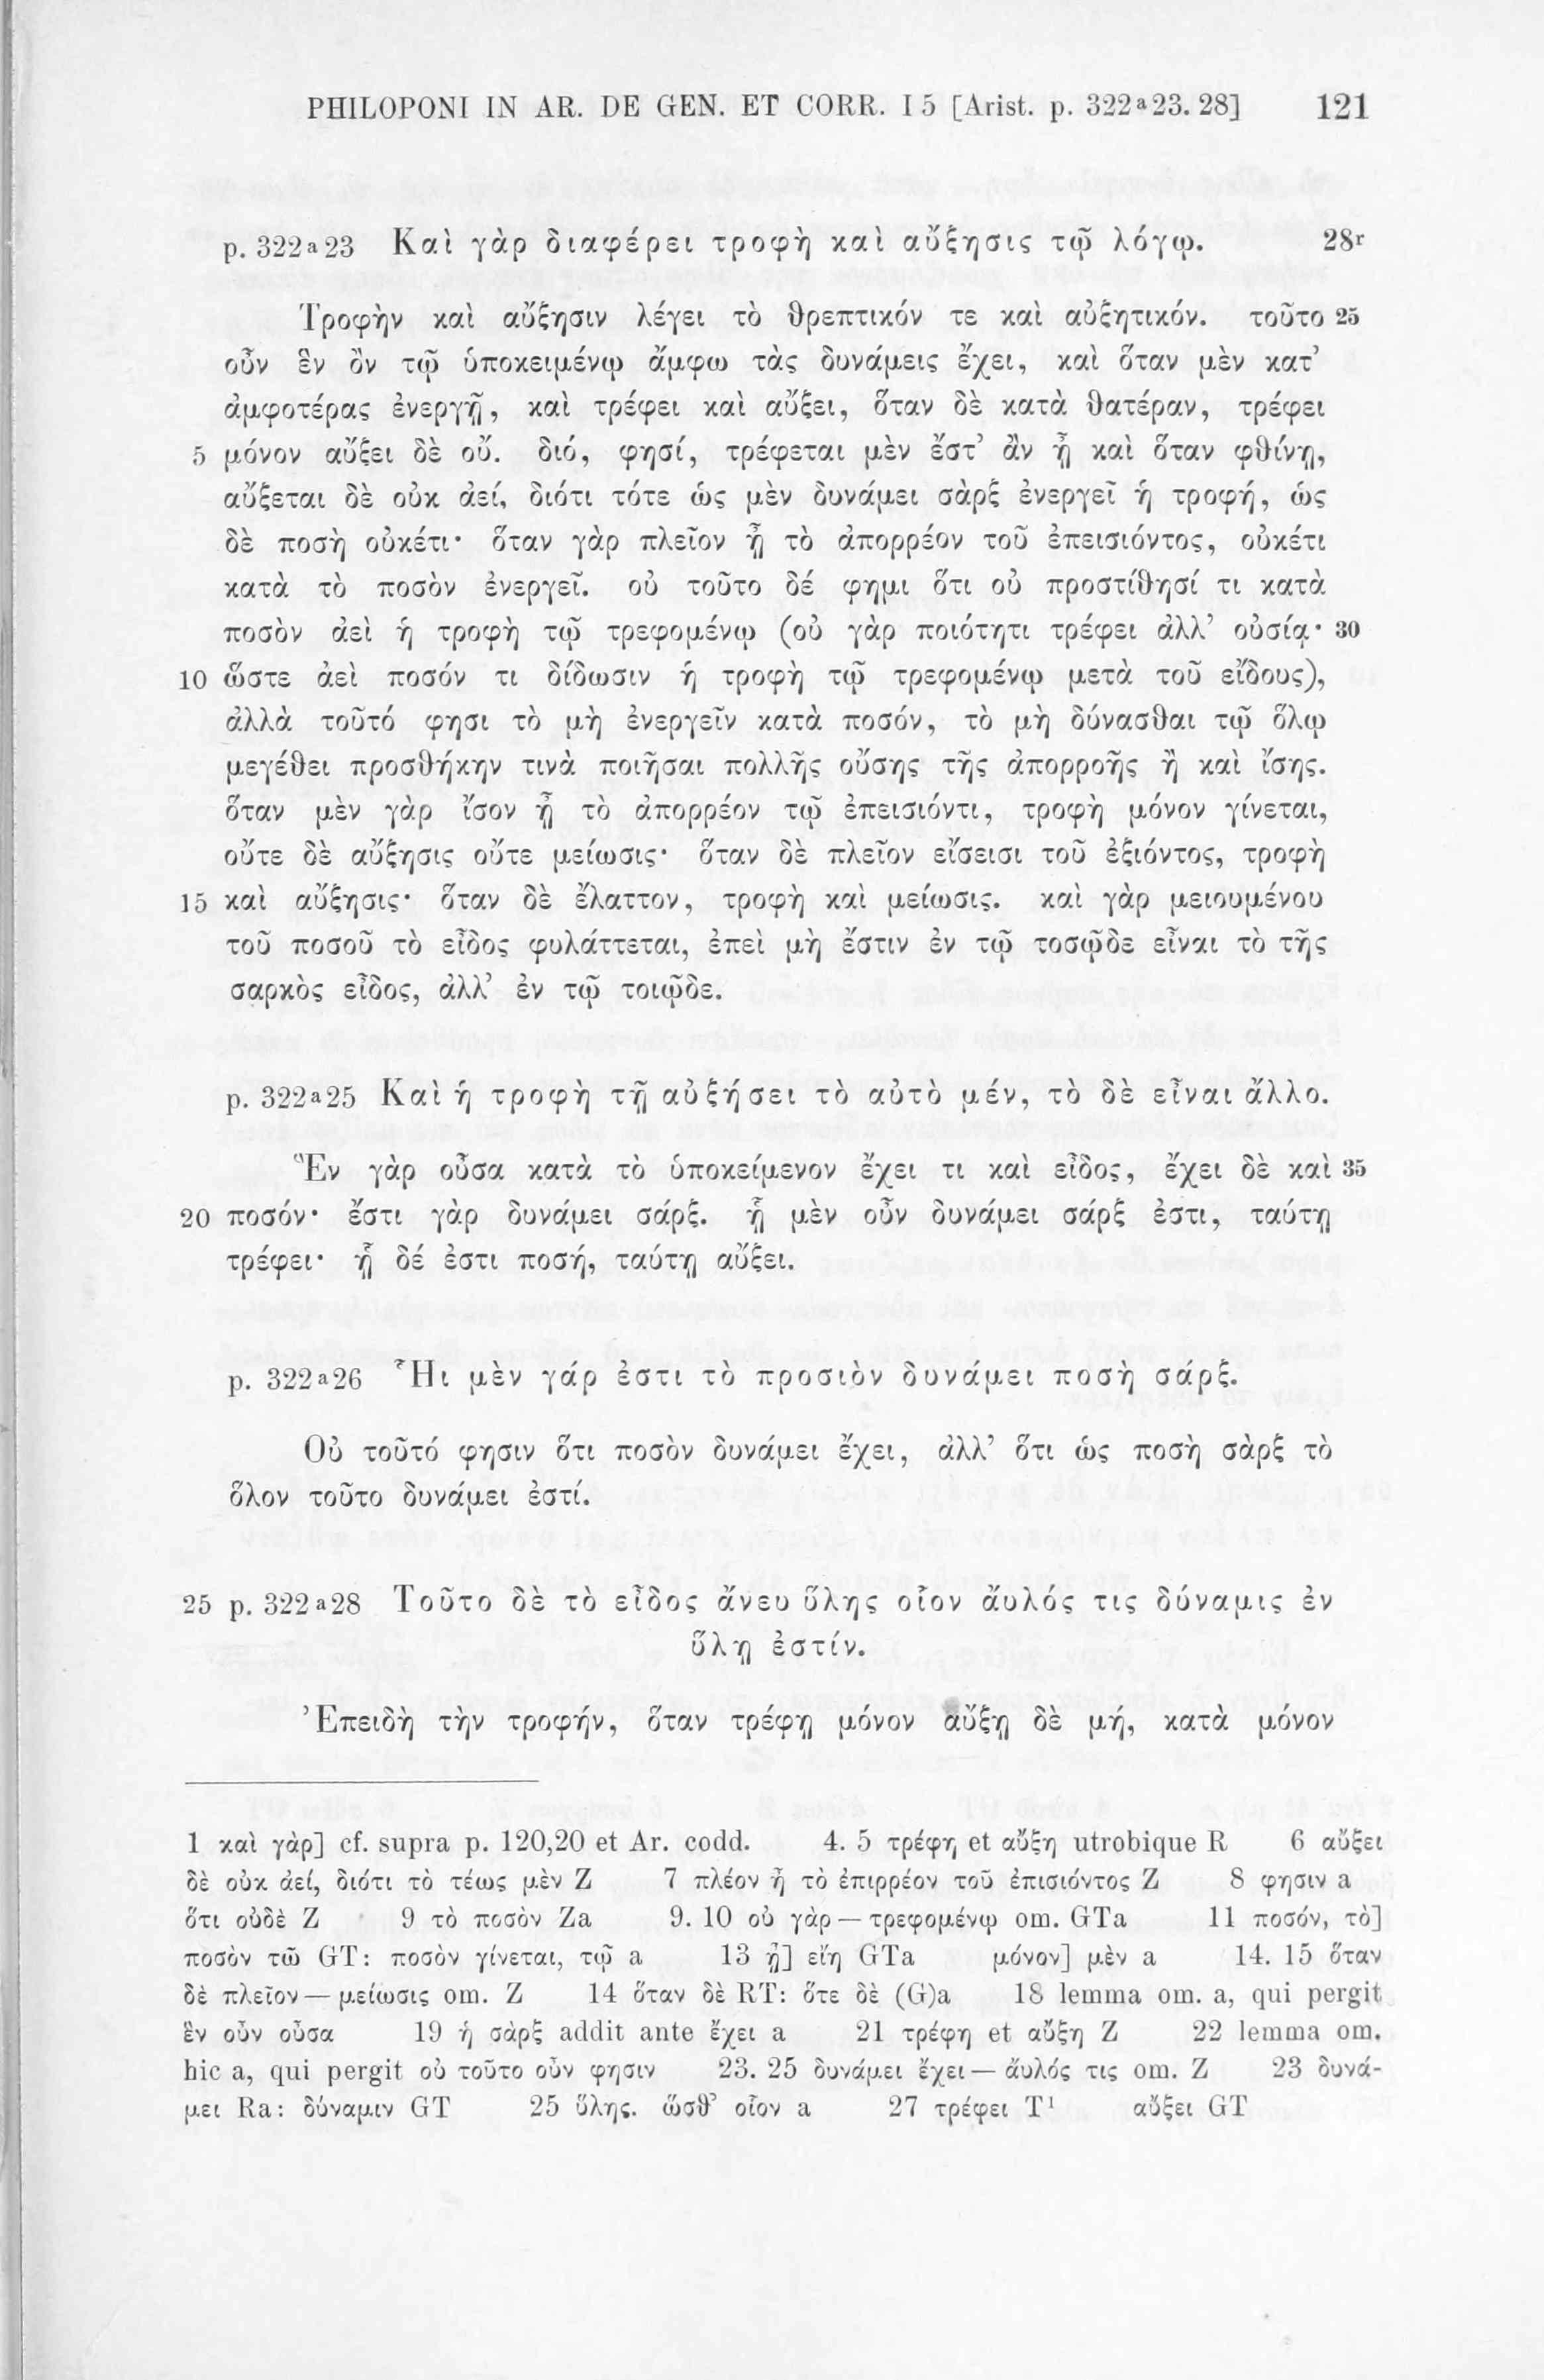 PHILOPONI IN AR. DE GEN. ET CORR. I 5 [Arist. p. 322ª23. 28] 121
p. 322ª23 Καὶ γὰρ διαφέρει τροφὴ καὶ αὔξησις τῷ λόγῳ. 28ʳ
Τροφὴν καὶ αὔξησιν λέγει τὸ θρεπτικόν τε καὶ αὐξητικόν. τοῦτο 25
οὖν ἓν ὂν τῷ ὑποκειμένῳ ἄμφω τὰς δυνάμεις ἔχει, καὶ ὅταν μὲν κατ’
ἀμφοτέρας ἐνεργῇ, καὶ τρέφει καὶ αὔξει, ὅταν δὲ κατὰ θατέραν, τρέφει
5 μόνον αὔξει δὲ οὔ. διό, φησί, τρέφεται μὲν ἔστ’ ἂν ᾖ καὶ ὅταν φθίνῃ,
αὔξεται δὲ οὐκ ἀεί, διότι τότε ὡς μὲν δυνάμει σὰρξ ἐνεργεῖ ἡ τροφή, ὡς
δὲ ποσὴ οὐκέτι· ὅταν γὰρ πλεῖον ᾖ τὸ ἀπορρέον τοῦ ἐπεισιόντος, οὐκέτι
κατὰ τὸ ποσὸν ἐνεργεῖ. οὐ τοῦτο δέ φημι ὅτι οὐ προστίθησί τι κατὰ
ποσὸν ἀεὶ ἡ τροφὴ τῷ τρεφομένῳ (οὐ γὰρ ποιότητι τρέφει ἀλλ’ οὐσίᾳ· 30
10 ὥστε ἀεὶ ποσόν τι δίδωσιν ἡ τροφὴ τῷ τρεφομένῳ μετὰ τοῦ εἴδους),
ἀλλὰ τοῦτό φησι τὸ μὴ ἐνεργεῖν κατὰ ποσόν, τὸ μὴ δύνασθαι τῷ ὅλῳ
μεγέθει προσθήκην τινὰ ποιῆσαι πολλῆς οὔσης τῆς ἀπορροῆς ἢ καὶ ἴσης.
ὅταν μὲν γὰρ ἴσον ᾖ τὸ ἀπορρέον τῷ ἐπεισιόντι, τροφὴ μόνον γίνεται,
οὔτε δὲ αὔξησις οὔτε μείωσις· ὅταν δὲ πλεῖον εἴσεισι τοῦ ἐξιόντος, τροφὴ
15 καὶ αὔξησις· ὅταν δὲ ἔλαττον, τροφὴ καὶ μείωσις. καὶ γὰρ μειουμένου
τοῦ ποσοῦ τὸ εἶδος φυλάττεται, ἐπεὶ μὴ ἔστιν ἐν τῷ τοσῷδε εἶναι τὸ τῆς
σαρκὸς εἶδος, ἀλλ’ ἐν τῷ τοιῷδε.
p. 322ª25 Καὶ ἡ τροφὴ τῇ αὐξήσει τὸ αὐτὸ μέν, τὸ δὲ εἶναι ἄλλο.
Ἓν γὰρ οὖσα κατὰ τὸ ὑποκείμενον ἔχει τι καὶ εἶδος, ἔχει δὲ καὶ 35
20 ποσόν· ἔστι γὰρ δυνάμει σάρξ. ᾗ μὲν οὖν δυνάμει σάρξ ἐστι, ταύτῃ
τρέφει· ᾗ δέ ἐστι ποσή, ταύτῃ αὔξει.
p. 322ª26 Ἧι μὲν γάρ ἐστι τὸ προσιὸν δυνάμει ποσὴ σάρξ.
Οὐ τοῦτό φησιν ὅτι ποσὸν δυνάμει ἔχει, ἀλλ’ ὅτι ὡς ποσὴ σὰρξ τὸ
ὅλον τοῦτο δυνάμει ἐστί.
25 p. 322ª28 Τοῦτο δὲ τὸ εἶδος ἄνευ ὕλης οἷον ἄυλός τις δύναμις ἐν
ὕλῃ ἐστίν.
Ἐπειδὴ τὴν τροφήν, ὅταν τρέφῃ μόνον αὔξῃ δὲ μή, κατὰ μόνον
1 καὶ γὰρ] cf. supra p. 120,20 et Ar. codd. 4. 5 τρέφῃ et αὔξῃ utrobique R 6 αὔξει
δὲ οὐκ ἀεί, διότι τὸ τέως μὲν Z 7 πλέον ᾖ τὸ ἐπιρρέον τοῦ ἐπισιόντος Z 8 φησιν a
ὅτι οὐδὲ Z 9 τὸ ποσὸν Za 9. 10 οὐ γὰρ — τρεφομένῳ om. GTa 11 ποσόν, τὸ]
ποσὸν τῶ GT: ποσὸν γίνεται, τῷ a 13 ᾖ] εἴη GTa μόνον] μὲν a 14. 15 ὅταν
δὲ πλεῖον — μείωσις om. Z 14 ὅταν δὲ RT: ὅτε δὲ (G)a 18 lemma om. a, qui pergit
ἓν οὖν οὖσα 19 ἡ σὰρξ addit ante ἔχει a 21 τρέφῃ et αὔξῃ Z 22 lemma om.
hic a, qui pergit οὐ τοῦτο οὖν φησιν 23. 25 δυνάμει ἔχει — ἄυλός τις om. Z 23 δυνά-
μει Ra: δύναμιν GT 25 ὕλης. ὥσθ’ οἷον a 27 τρέφει T¹ αὔξει GT